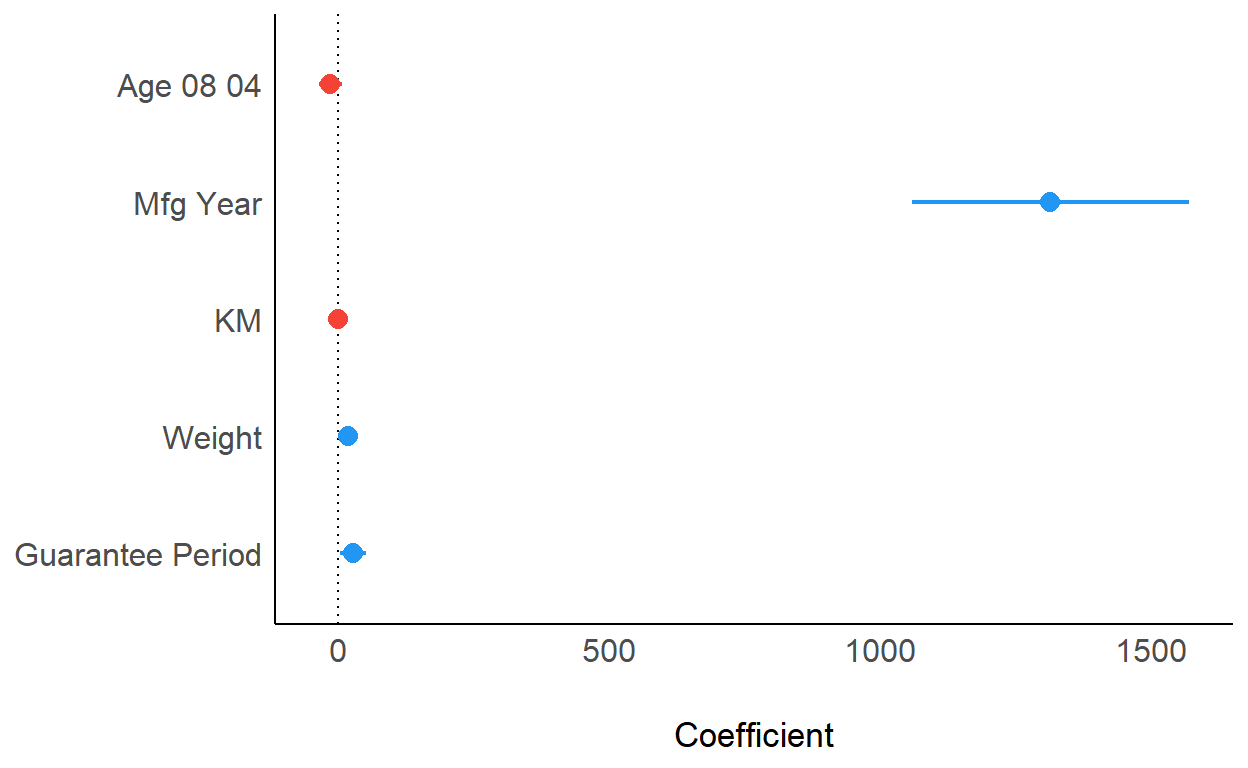 Age 08 04
Mfg Year
KM
Weight
Guarantee Period
0 500 1000 1500
Coefficient